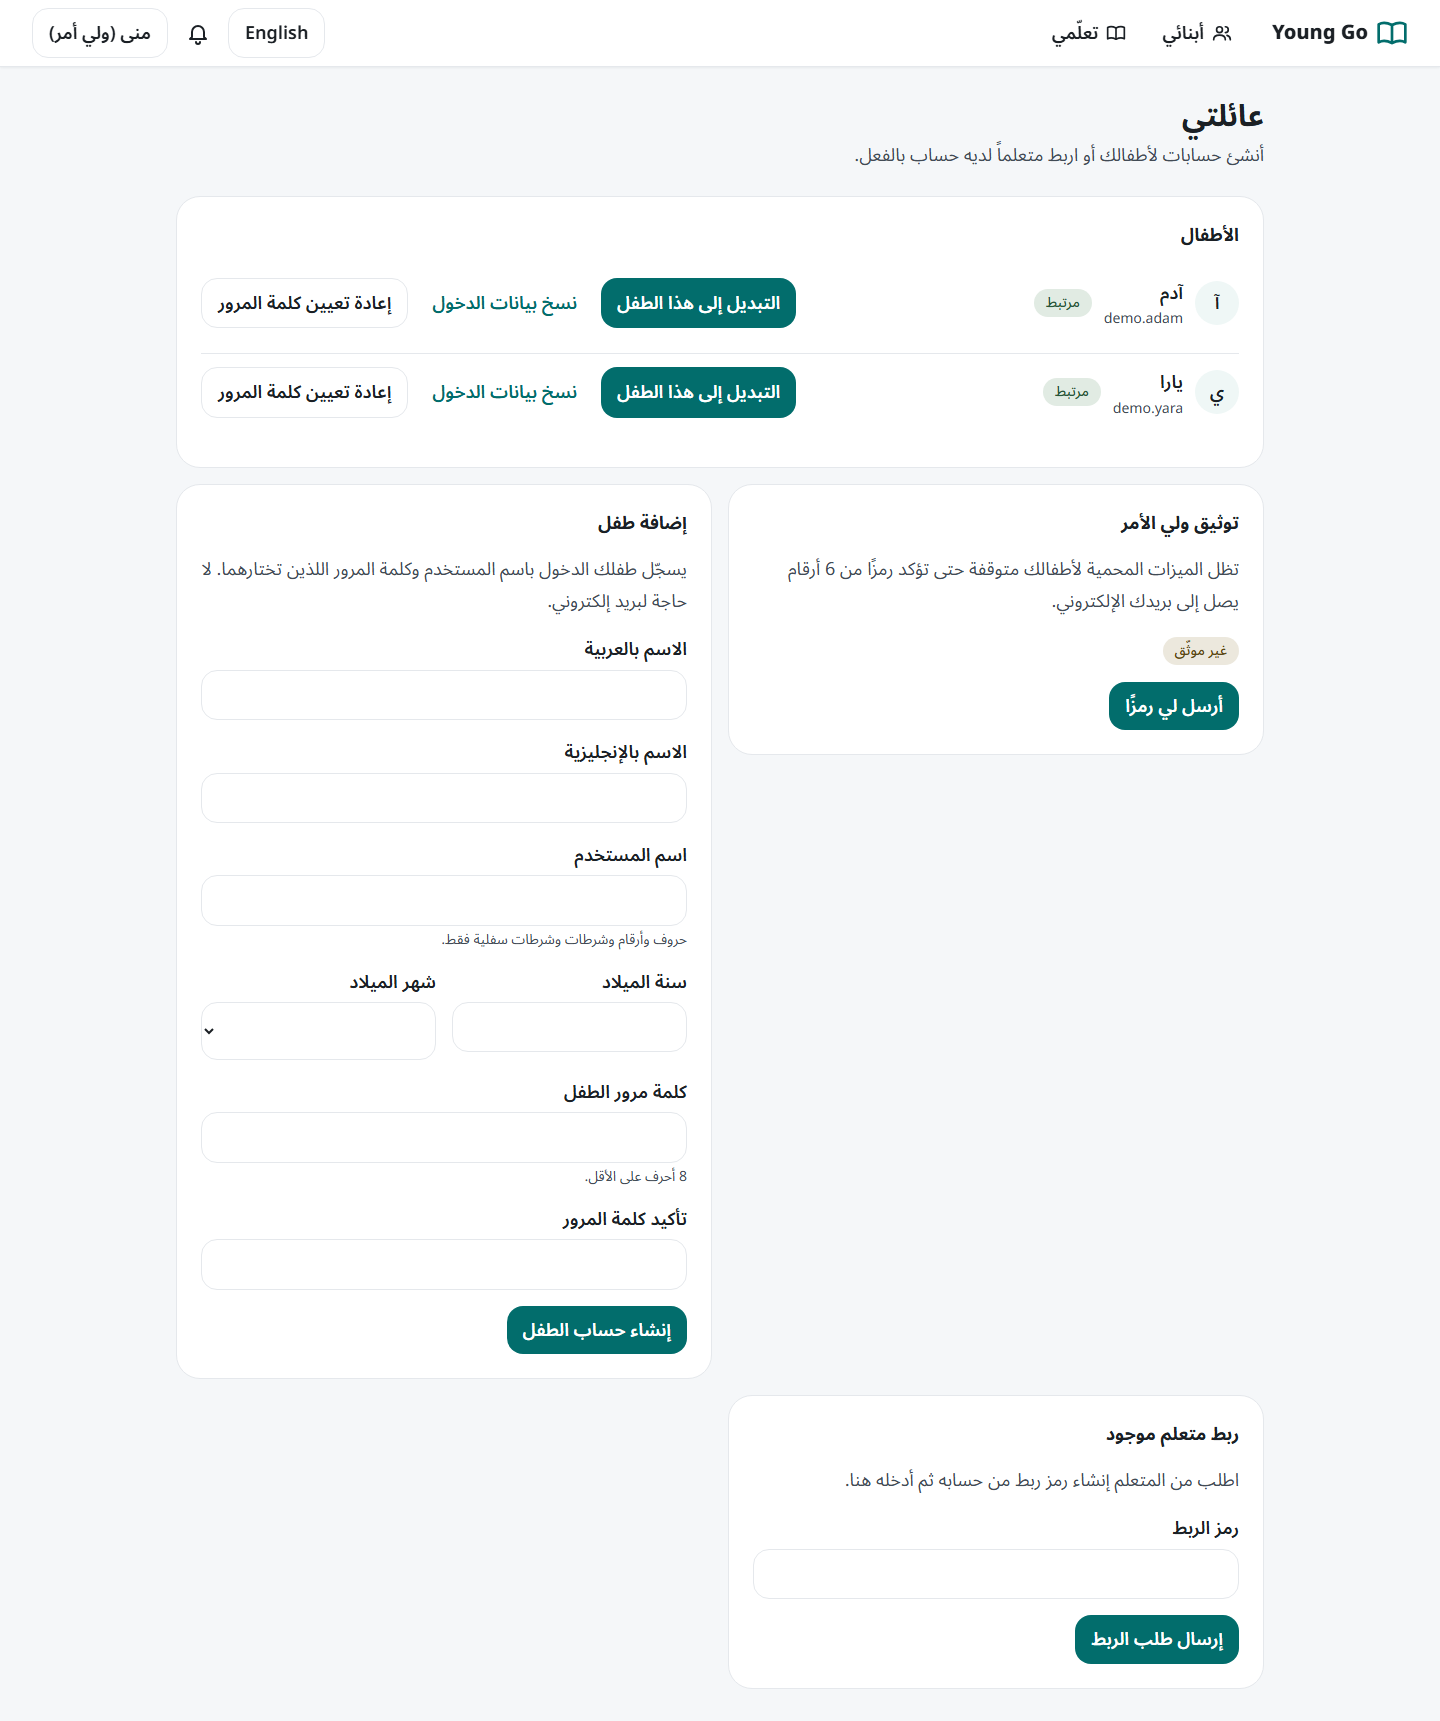 Young Go
أبنائي
تعلّمي
English
منى (ولي أمر)
عائلتي
أنشئ حسابات لأطفالك أو اربط متعلماً لديه حساب بالفعل.
الأطفال
آ
آدم
demo.adam
مرتبط
التبديل إلى هذا الطفل
نسخ بيانات الدخول
إعادة تعيين كلمة المرور
ي
يارا
demo.yara
مرتبط
التبديل إلى هذا الطفل
نسخ بيانات الدخول
إعادة تعيين كلمة المرور
توثيق ولي الأمر
تظل الميزات المحمية لأطفالك متوقفة حتى تؤكد رمزًا من 6 أرقام
يصل إلى بريدك الإلكتروني.
غير موثّق
أرسل لي رمزًا
إضافة طفل
يسجّل طفلك الدخول باسم المستخدم وكلمة المرور اللذين تختارهما. لا
حاجة لبريد إلكتروني.
الاسم بالعربية
الاسم بالإنجليزية
اسم المستخدم
حروف وأرقام وشرطات وشرطات سفلية فقط.
سنة الميلاد
شهر الميلاد
كلمة مرور الطفل
8 أحرف على الأقل.
تأكيد كلمة المرور
إنشاء حساب الطفل
ربط متعلم موجود
اطلب من المتعلم إنشاء رمز ربط من حسابه ثم أدخله هنا.
رمز الربط
إرسال طلب الربط